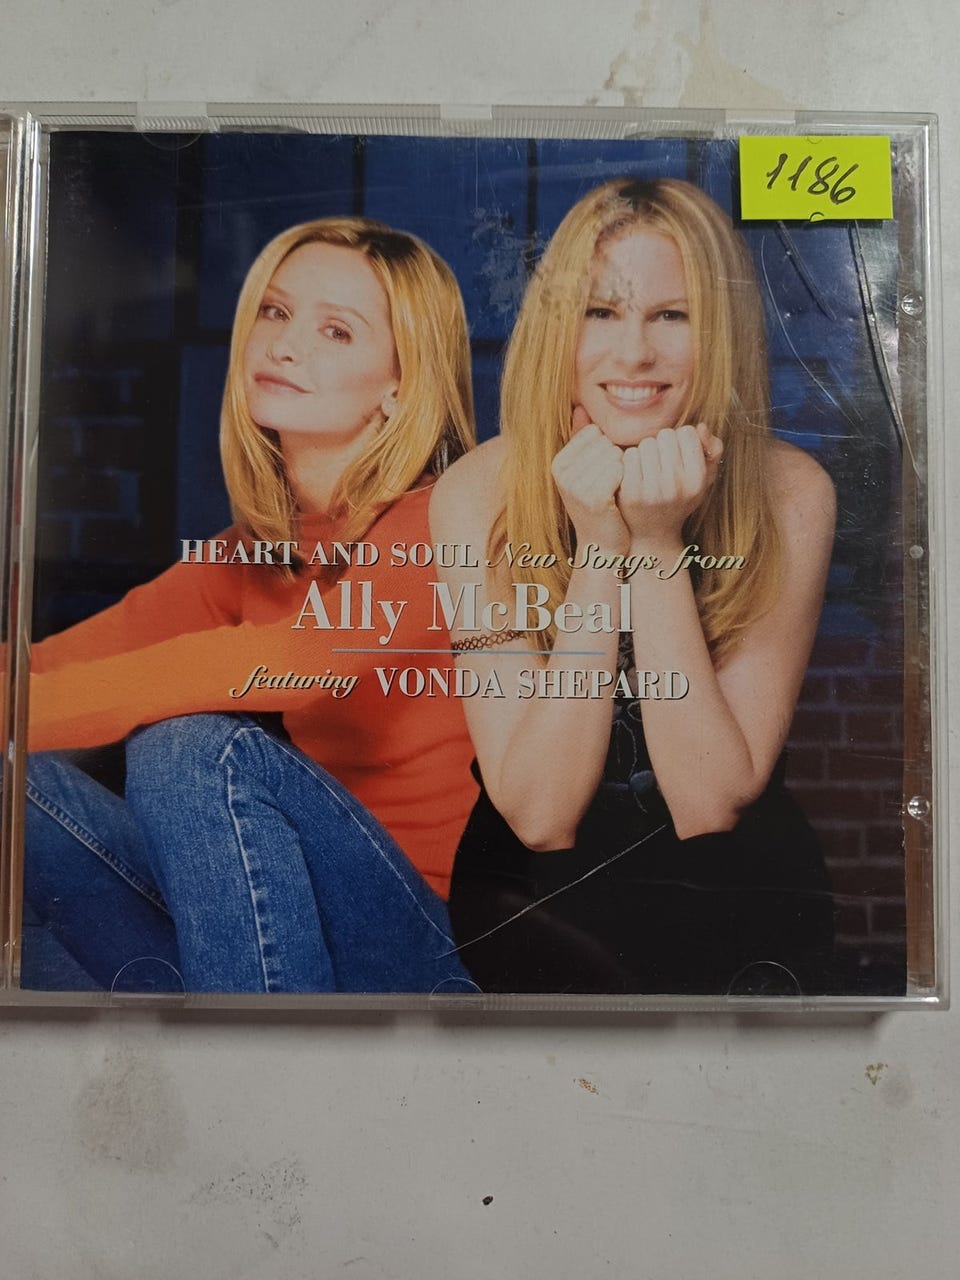 1186
HEART AND SOUL New Songs from
Ally McBeal
featuring VONDA SHEPARD